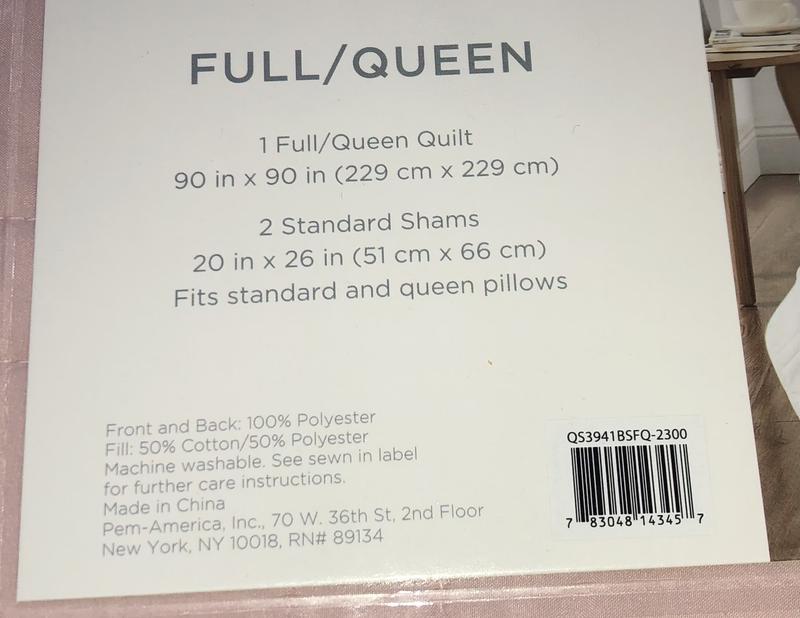 FULL/QUEEN
1 Full/Queen Quilt
90 in x 90 in (229 cm x 229 cm)
2 Standard Shams
20 in x 26 in (51 cm x 66 cm)
Fits standard and queen pillows
Front and Back: 100% Polyester
Fill: 50% Cotton/50% Polyester
Machine washable. See sewn in label
for further care instructions.
Made in China
Pem-America, Inc., 70 W. 36th St, 2nd Floor
New York, NY 10018, RN# 89134
QS3941BSFQ-2300
7 83048 14345 7